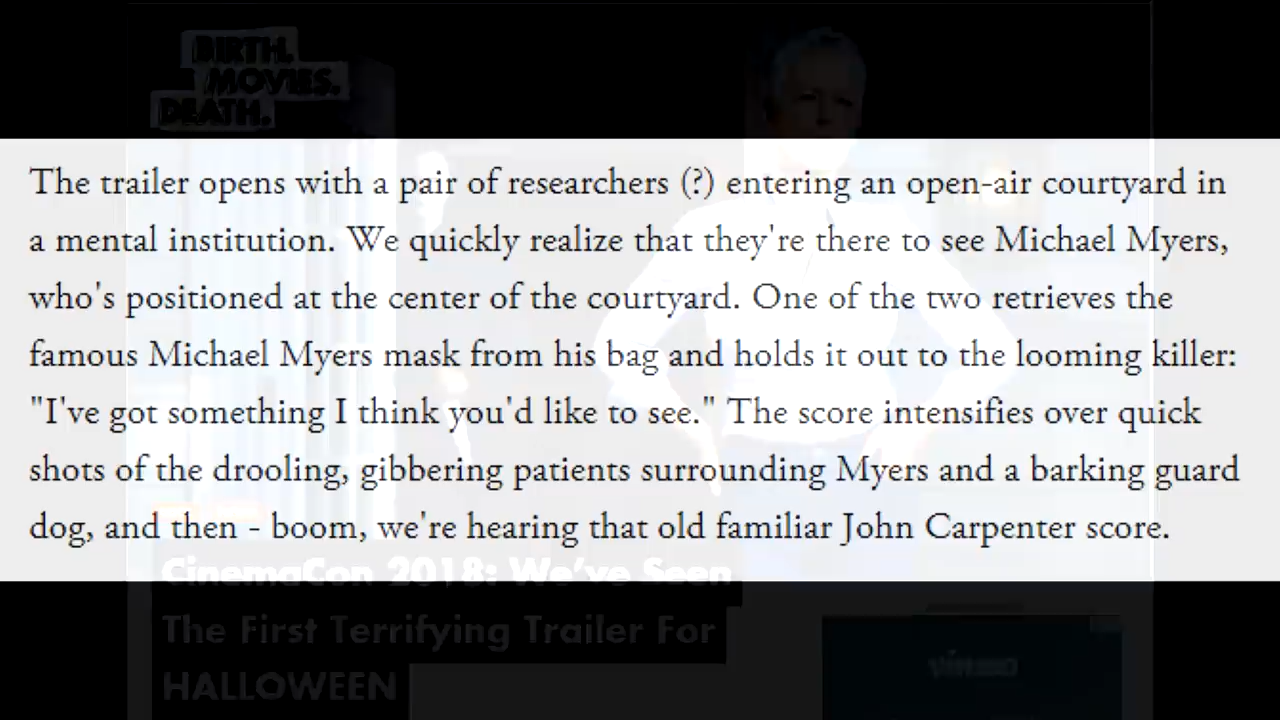 BIRTH.
MOVIES.
DEATH.
The trailer opens with a pair of researchers (?) entering an open-air courtyard in
a mental institution. We quickly realize that they're there to see Michael Myers,
who's positioned at the center of the courtyard. One of the two retrieves the
famous Michael Myers mask from his bag and holds it out to the looming killer:
"I've got something I think you'd like to see." The score intensifies over quick
shots of the drooling, gibbering patients surrounding Myers and a barking guard
dog, and then - boom, we're hearing that old familiar John Carpenter score.
CinemaCon 2018: We've Seen
The First Terrifying Trailer For
HALLOWEEN